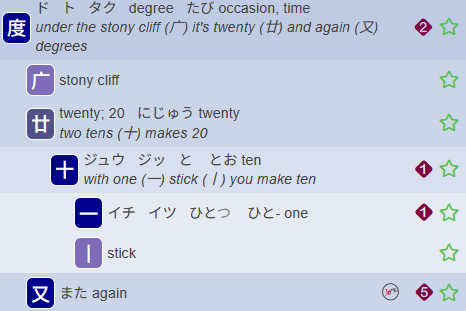 度 ド ト タク degree たび occasion, time
under the stony cliff (广) it's twenty (廿) and again (又)
degrees
2
广 stony cliff
廿 twenty; 20 にじゅう twenty
two tens (十) makes 20
十 ジュウ ジッ と とお ten
with one (一) stick (丨) you make ten
1
一 イチ イツ ひとつ ひと- one
1
丨 stick
又 また again
5